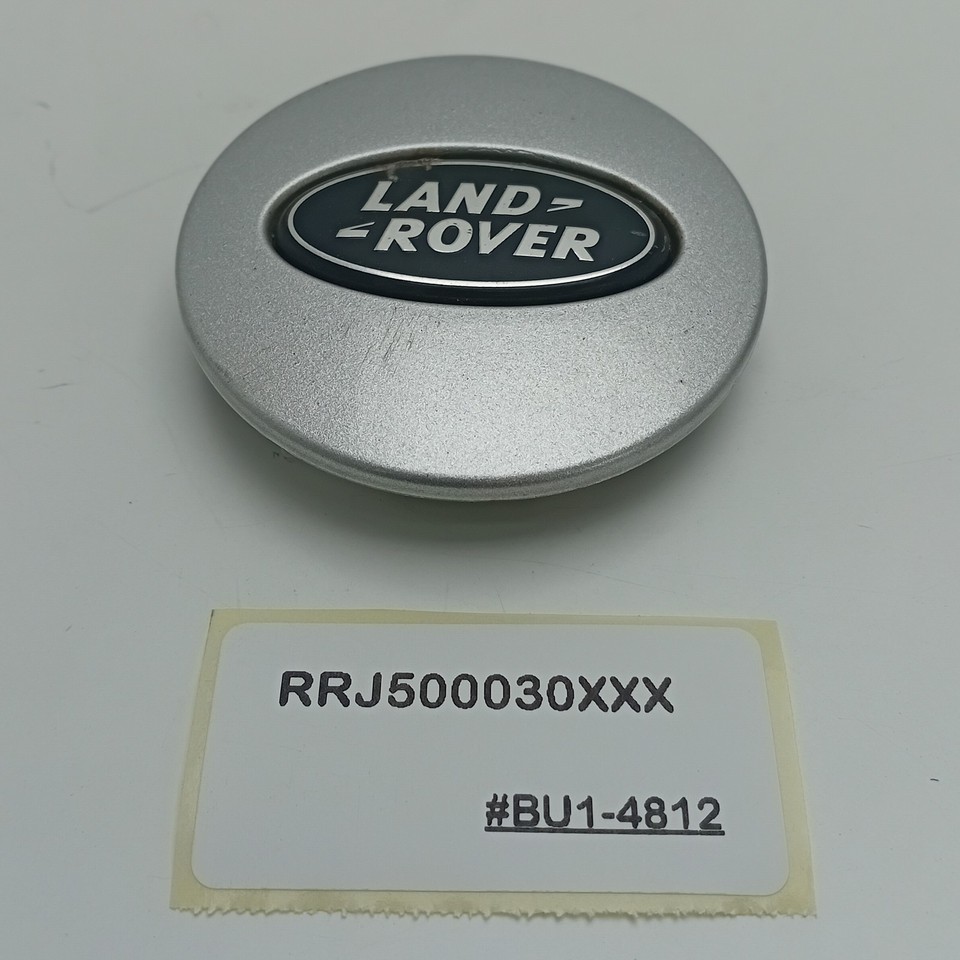 LAND
ROVER
RRJ500030XXX
#BU1-4812